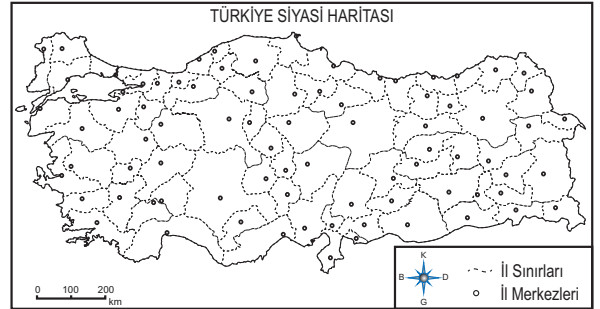 TÜRKİYE SİYASİ HARİTASI
K
B D
G
İl Sınırları
İl Merkezleri
0 100 200
km